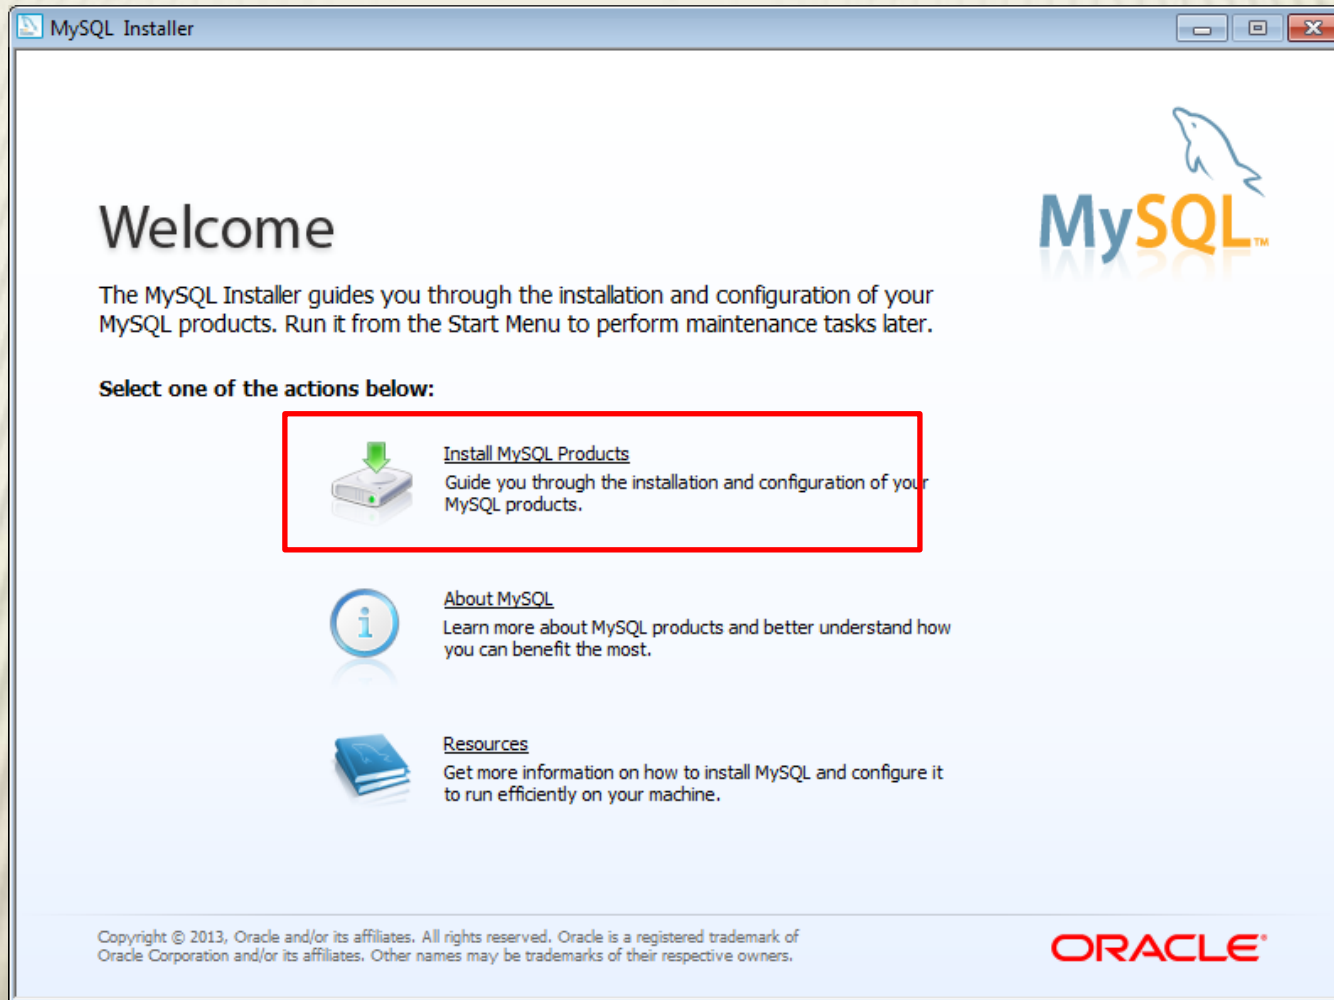 MySQL Installer
MySQL™
Welcome
The MySQL Installer guides you through the installation and configuration of your
MySQL products. Run it from the Start Menu to perform maintenance tasks later.
Select one of the actions below:
Install MySQL Products
Guide you through the installation and configuration of your
MySQL products.
About MySQL
Learn more about MySQL products and better understand how
you can benefit the most.
Resources
Get more information on how to install MySQL and configure it
to run efficiently on your machine.
Copyright © 2013, Oracle and/or its affiliates. All rights reserved. Oracle is a registered trademark of
Oracle Corporation and/or its affiliates. Other names may be trademarks of their respective owners.
ORACLE®